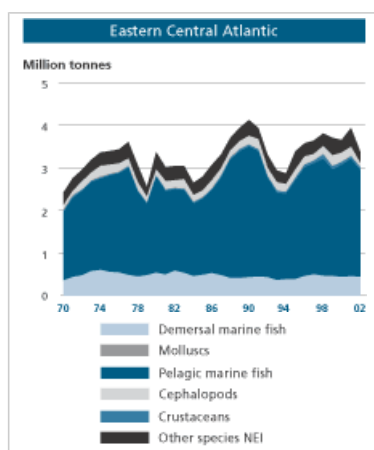 Eastern Central Atlantic
Million tonnes
5
4
3
2
1
0
70 74 78 82 86 90 94 98 02
Demersal marine fish
Molluscs
Pelagic marine fish
Cephalopods
Crustaceans
Other species NEI